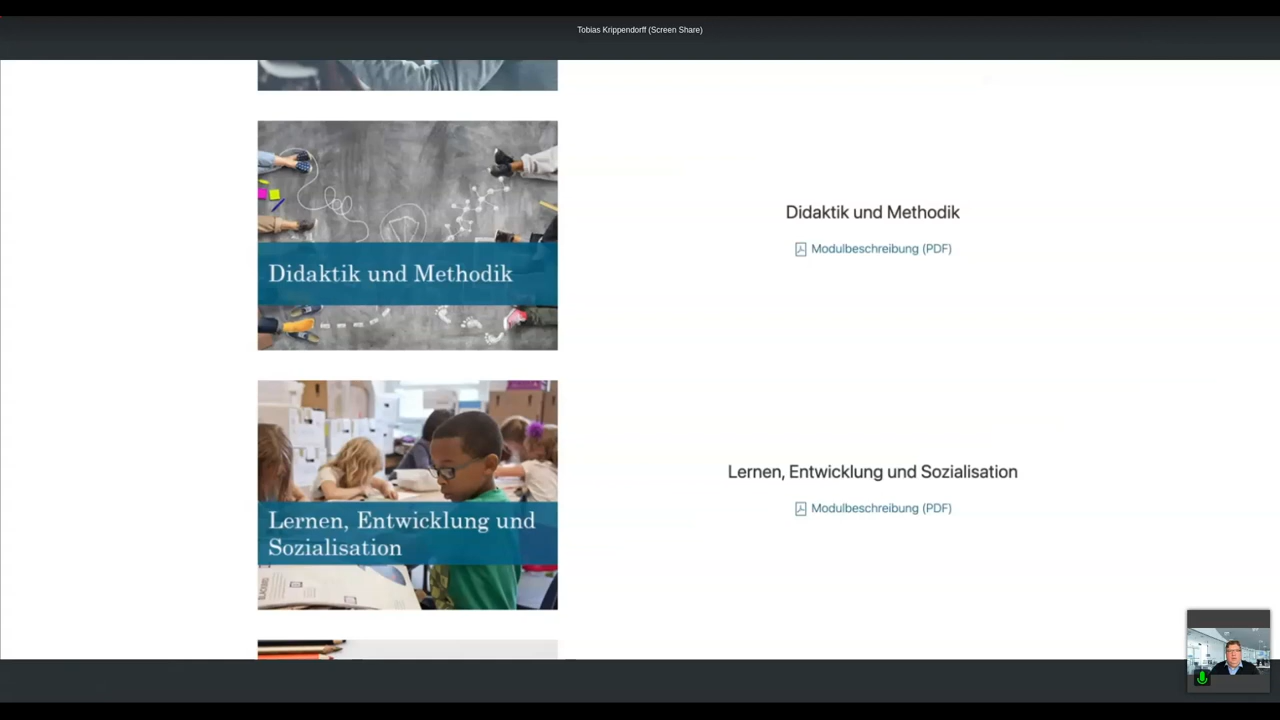 Tobias Krippendorff (Screen Share)
Didaktik und Methodik
Didaktik und Methodik
Modulbeschreibung (PDF)
Lernen, Entwicklung und
Sozialisation
Lernen, Entwicklung und Sozialisation
Modulbeschreibung (PDF)